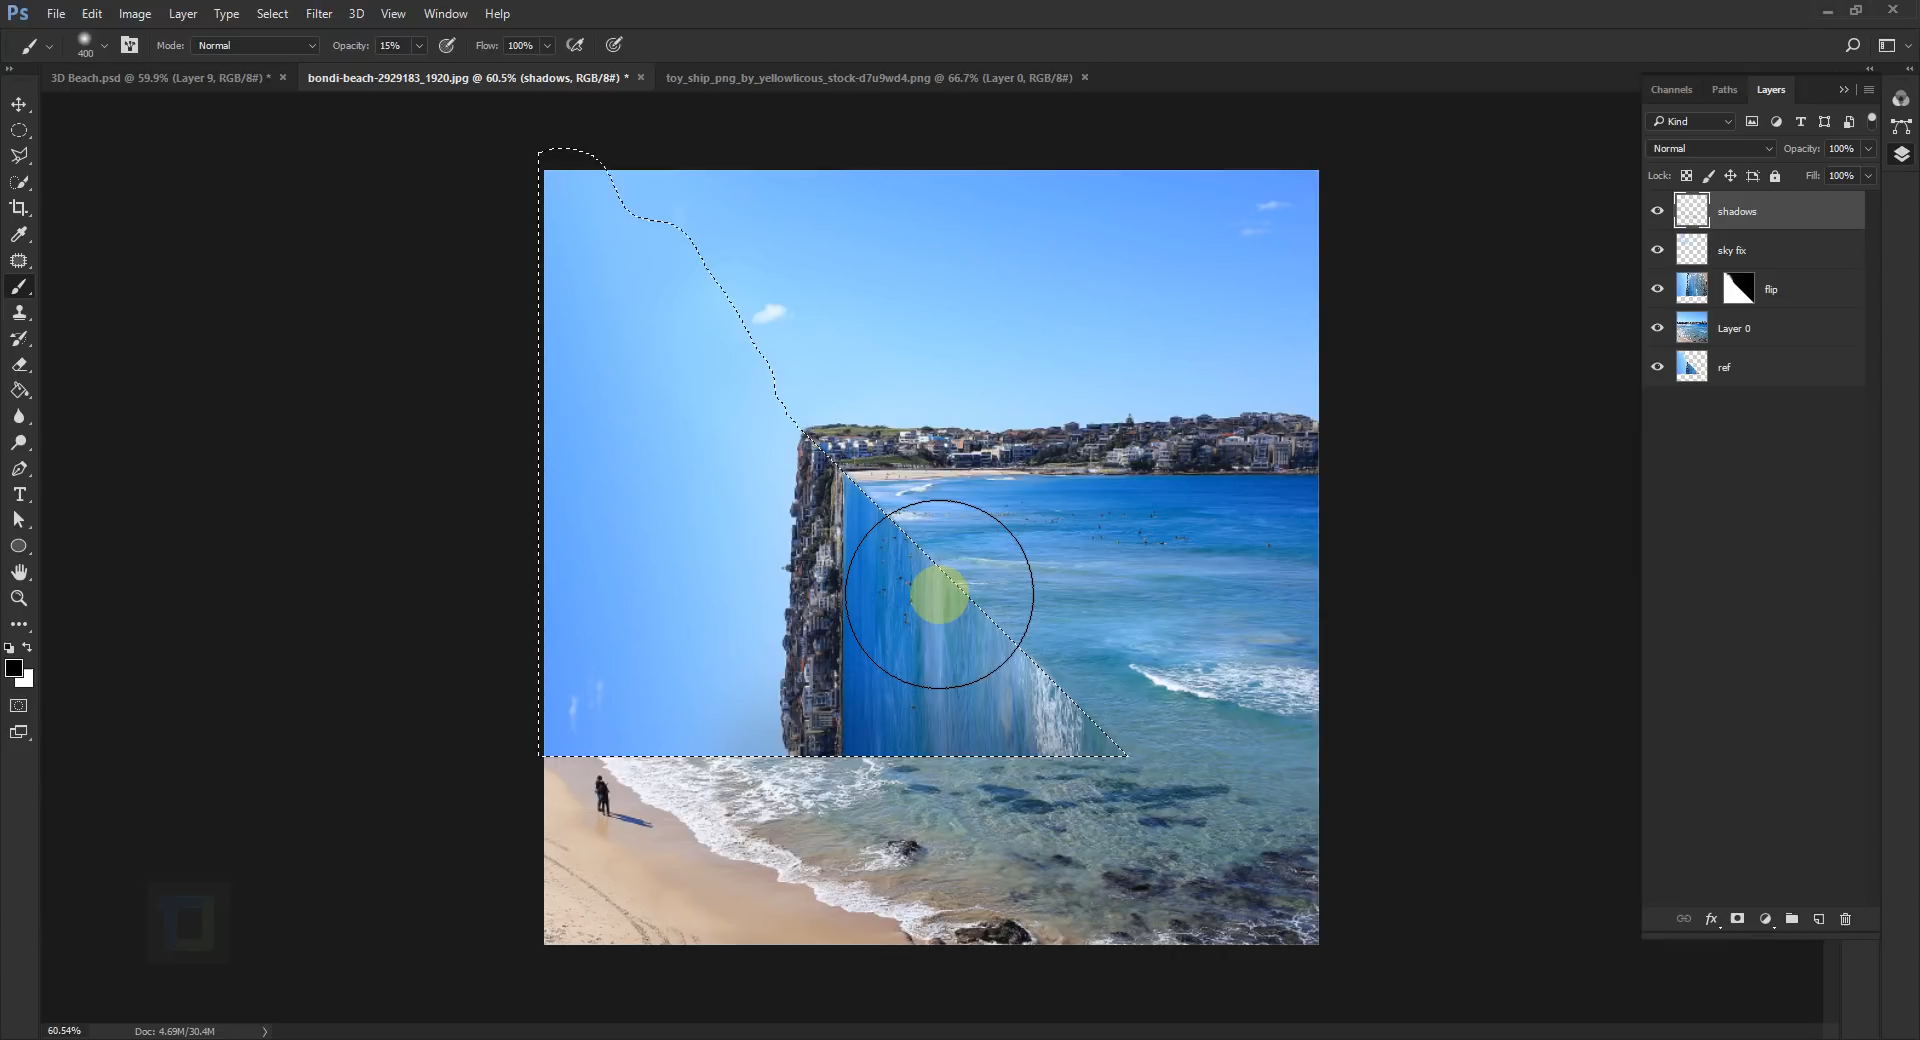 Ps File Edit Image Layer Type Select Filter 3D View Window Help
400 Mode: Normal Opacity: 15% Flow: 100%
3D Beach.psd @ 59.9% (Layer 9, RGB/8#) * × bondi-beach-2929183_1920.jpg @ 60.5% (shadows, RGB/8#) * × toy_ship_png_by_yellowlicous_stock-d7u9wd4.png @ 66.7% (Layer 0, RGB/8#) ×
Channels Paths Layers
Kind
Normal Opacity: 100%
Lock: Fill: 100%
shadows
sky fix
flip
Layer 0
ref
fx
60.54% Doc: 4.69M/30.4M